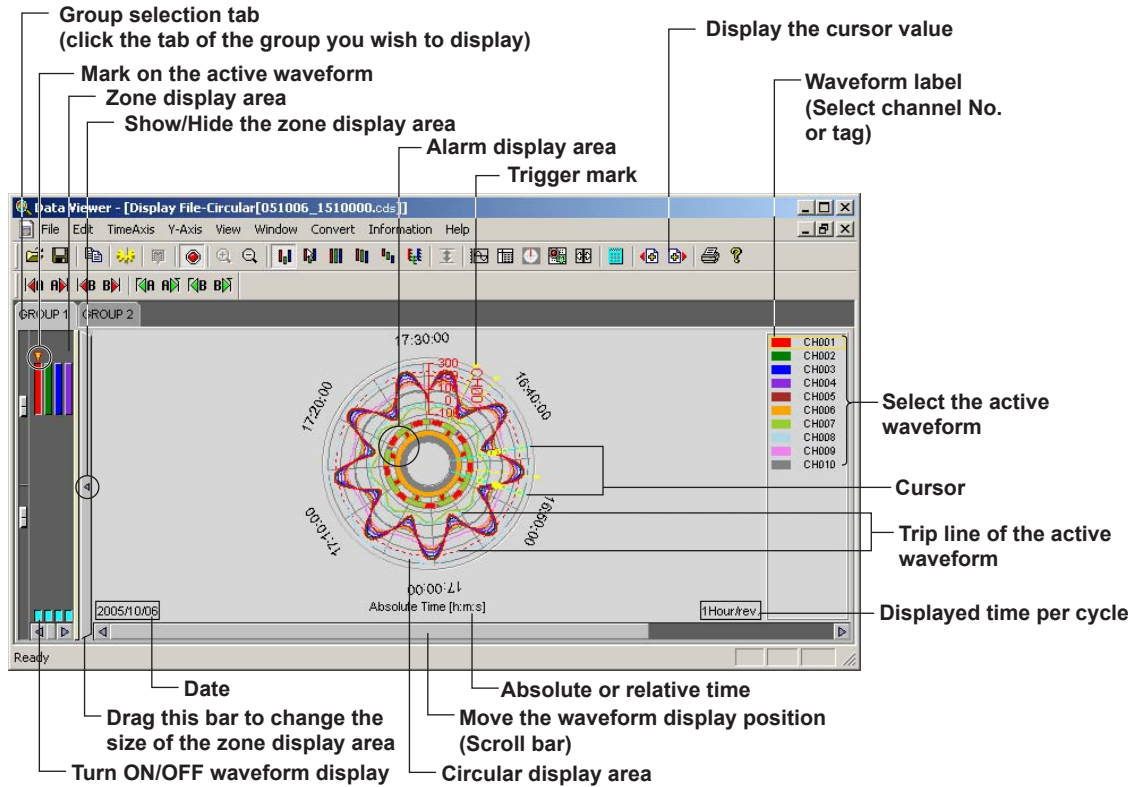 Group selection tab
(click the tab of the group you wish to display)
Display the cursor value
Mark on the active waveform
Waveform label
(Select channel No.
or tag)
Zone display area
Show/Hide the zone display area
Alarm display area
Trigger mark
Data Viewer - [Display File-Circular[051006_1510000.cds]]
File Edit TimeAxis Y-Axis View Window Convert Information Help
A A B B A A B B
GROUP 1 GROUP 2
17:30:00
16:40:00
16:50:00
17:00:00
17:10:00
17:20:00
300
100
0
-100
CH001
CH002
CH003
CH004
CH005
CH006
CH007
CH008
CH009
CH010
Select the active
waveform
Cursor
Trip line of the active
waveform
2005/10/06
Absolute Time [h:m:s]
1Hour/rev.
Displayed time per cycle
Ready
Date
Absolute or relative time
Drag this bar to change the
size of the zone display area
Move the waveform display position
(Scroll bar)
Turn ON/OFF waveform display
Circular display area